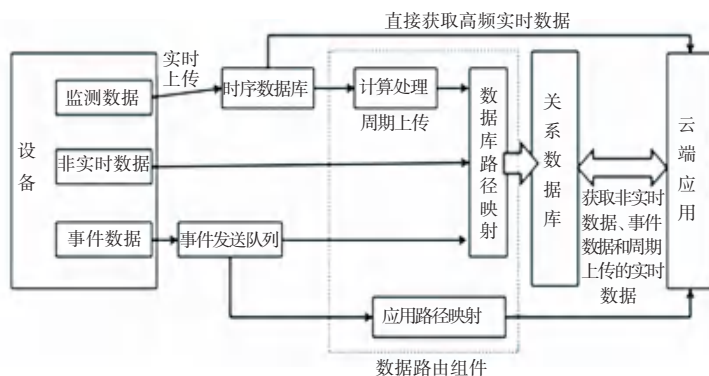 直接获取高频实时数据
实时
上传
监测数据
时序数据库
计算处理
周期上传
设备
非实时数据
数据库路径映射
关系数据库
云端应用
获取非实时
数据、事件
数据和周期
上传的实时
数据
事件数据
事件发送队列
应用路径映射
数据路由组件